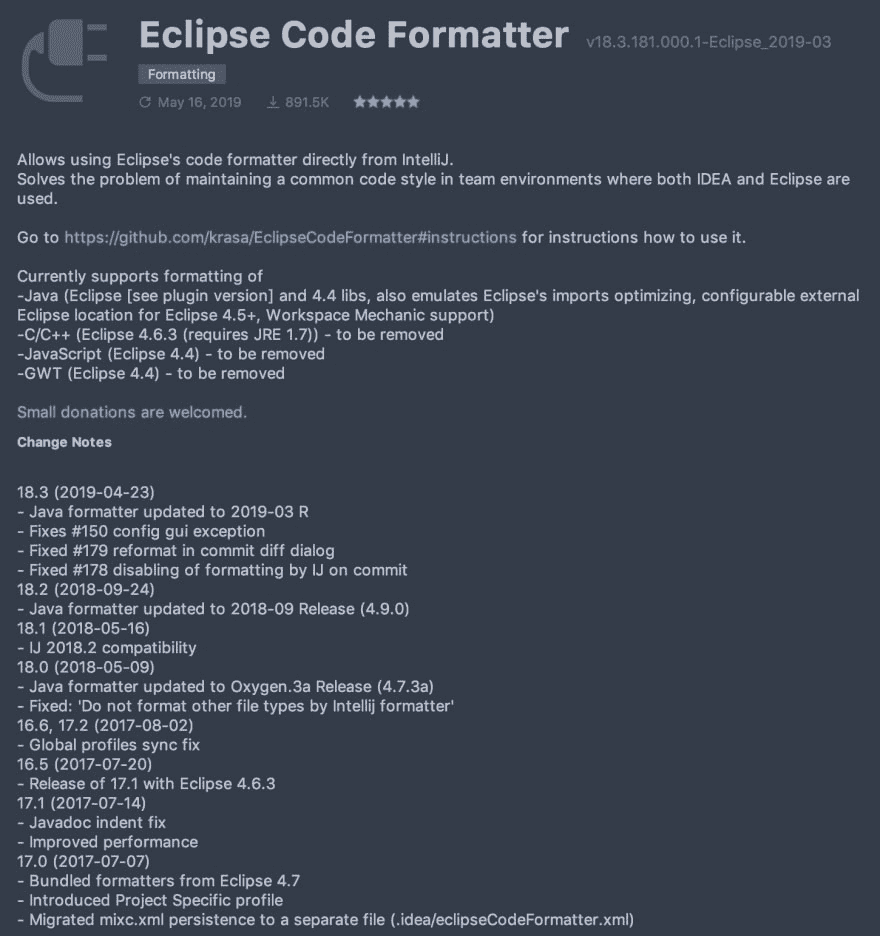 Eclipse Code Formatter v18.3.181.000.1-Eclipse_2019-03
Formatting
May 16, 2019 891.5K
Allows using Eclipse's code formatter directly from IntelliJ.
Solves the problem of maintaining a common code style in team environments where both IDEA and Eclipse are
used.
Go to https://github.com/krasa/EclipseCodeFormatter#instructions for instructions how to use it.
Currently supports formatting of
-Java (Eclipse [see plugin version] and 4.4 libs, also emulates Eclipse's imports optimizing, configurable external
Eclipse location for Eclipse 4.5+, Workspace Mechanic support)
-C/C++ (Eclipse 4.6.3 (requires JRE 1.7)) - to be removed
-JavaScript (Eclipse 4.4) - to be removed
-GWT (Eclipse 4.4) - to be removed
Small donations are welcomed.
Change Notes
18.3 (2019-04-23)
- Java formatter updated to 2019-03 R
- Fixes #150 config gui exception
- Fixed #179 reformat in commit diff dialog
- Fixed #178 disabling of formatting by IJ on commit
18.2 (2018-09-24)
- Java formatter updated to 2018-09 Release (4.9.0)
18.1 (2018-05-16)
- IJ 2018.2 compatibility
18.0 (2018-05-09)
- Java formatter updated to Oxygen.3a Release (4.7.3a)
- Fixed: 'Do not format other file types by Intellij formatter'
16.6, 17.2 (2017-08-02)
- Global profiles sync fix
16.5 (2017-07-20)
- Release of 17.1 with Eclipse 4.6.3
17.1 (2017-07-14)
- Javadoc indent fix
- Improved performance
17.0 (2017-07-07)
- Bundled formatters from Eclipse 4.7
- Introduced Project Specific profile
- Migrated mixc.xml persistence to a separate file (.idea/eclipseCodeFormatter.xml)